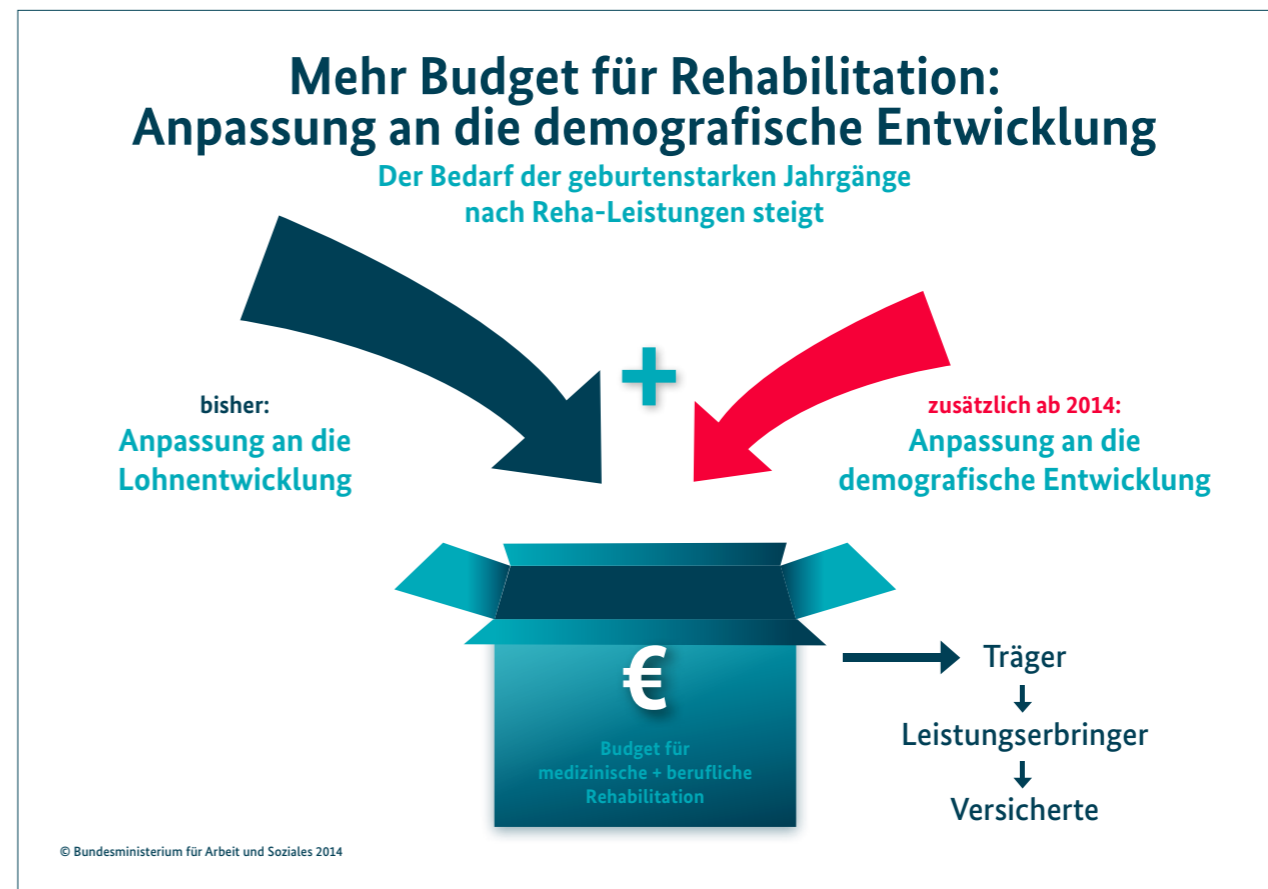 Mehr Budget für Rehabilitation:
Anpassung an die demografische Entwicklung
Der Bedarf der geburtenstarken Jahrgänge
nach Reha-Leistungen steigt
+
bisher:
Anpassung an die
Lohnentwicklung
zusätzlich ab 2014:
Anpassung an die
demografische Entwicklung
€
Budget für
medizinische + berufliche
Rehabilitation
Träger
Leistungserbringer
Versicherte
© Bundesministerium für Arbeit und Soziales 2014